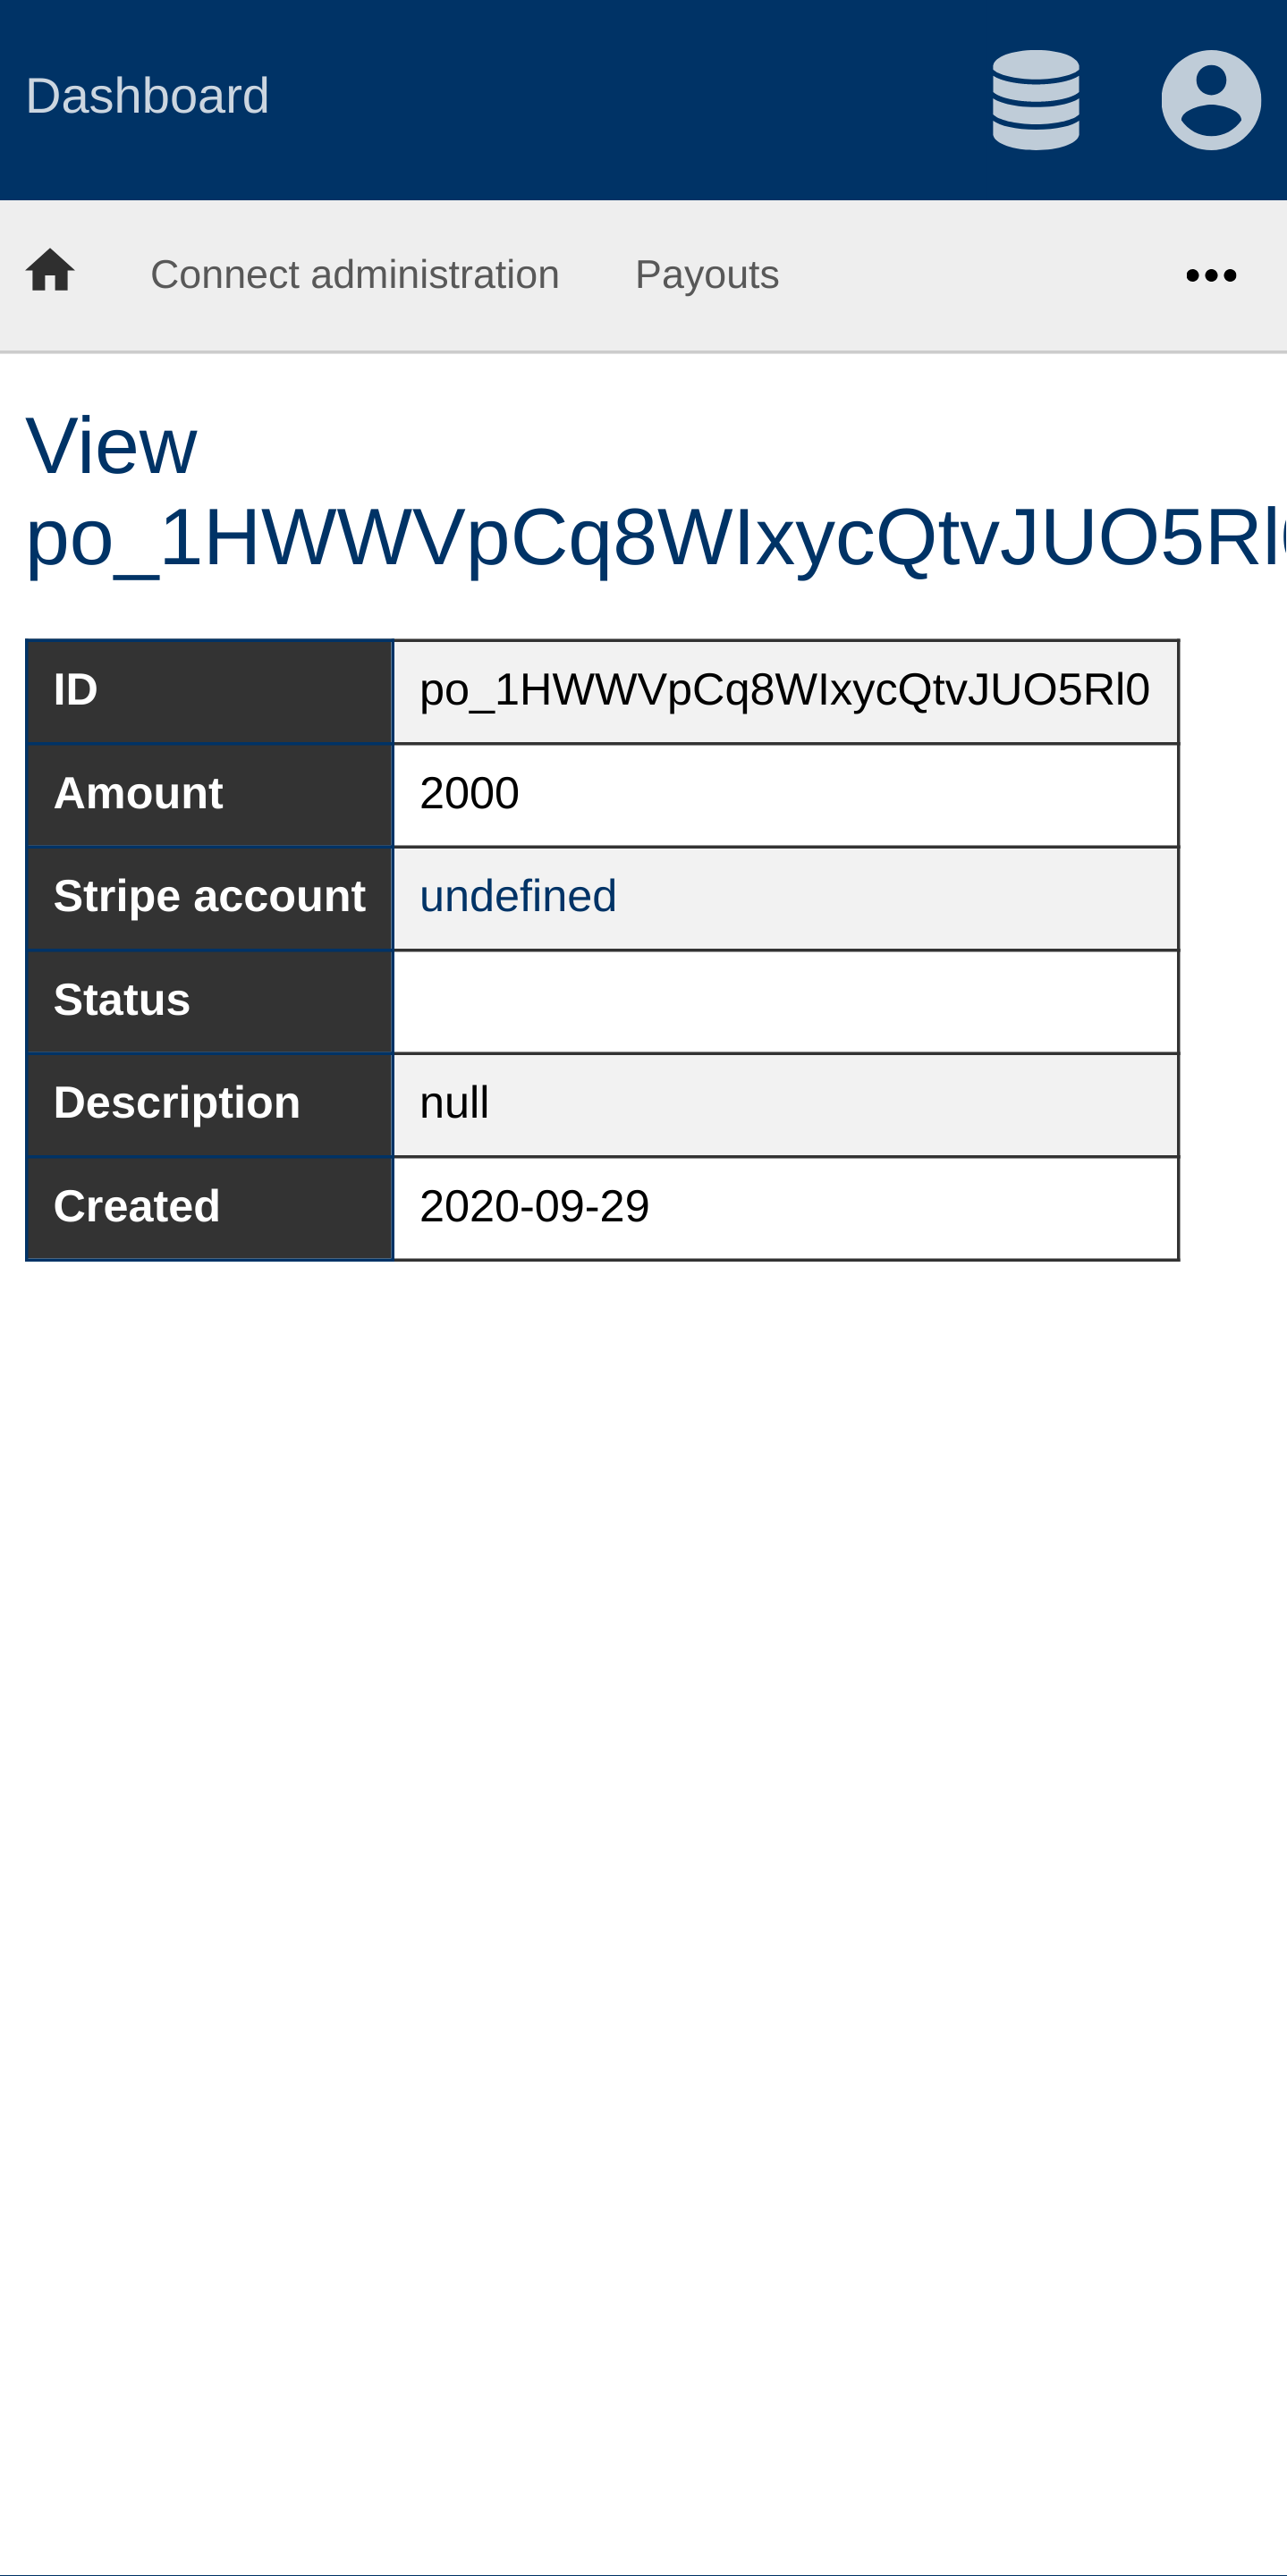 Dashboard
Connect administration Payouts
View
po_1HWWVpCq8WIxycQtvJUO5Rl
ID po_1HWWVpCq8WIxycQtvJUO5Rl0
Amount 2000
Stripe account undefined
Status
Description null
Created 2020-09-29